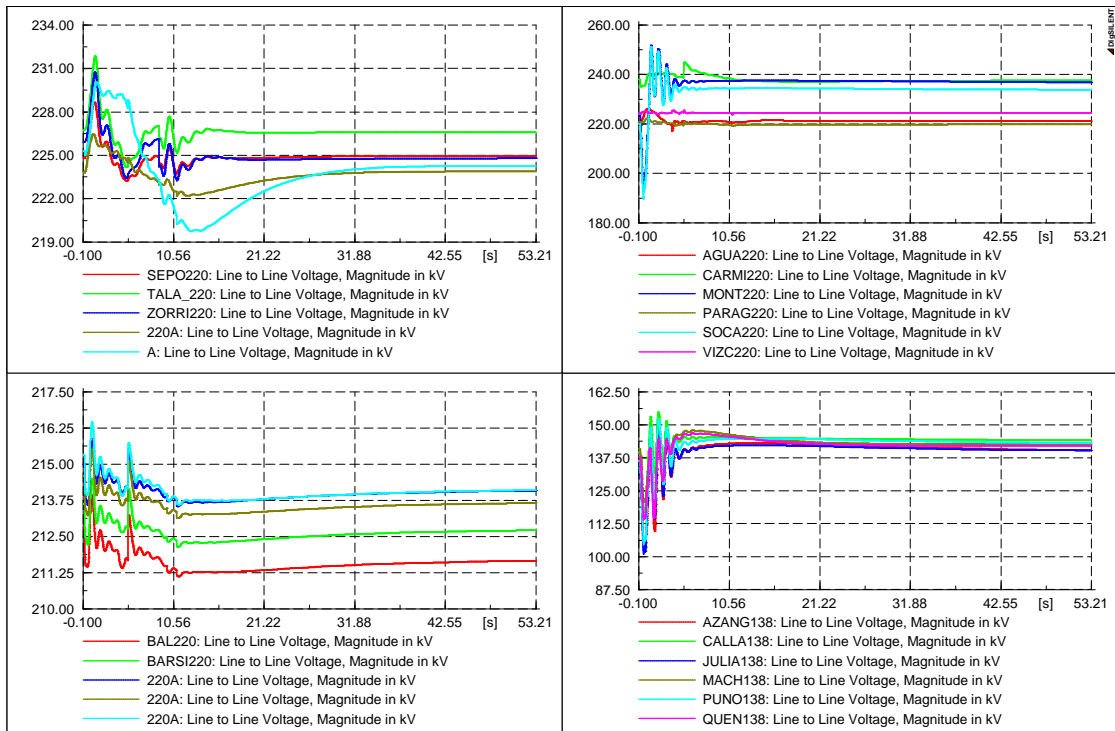 234.00
231.00
228.00
225.00
222.00
219.00
-0.100 10.56 21.22 31.88 42.55 [s] 53.21
SEPO220: Line to Line Voltage, Magnitude in kV
TALA_220: Line to Line Voltage, Magnitude in kV
ZORRI220: Line to Line Voltage, Magnitude in kV
220A: Line to Line Voltage, Magnitude in kV
A: Line to Line Voltage, Magnitude in kV
260.00
240.00
220.00
200.00
180.00
-0.100 10.56 21.22 31.88 42.55 [s] 53.21
AGUA220: Line to Line Voltage, Magnitude in kV
CARMI220: Line to Line Voltage, Magnitude in kV
MONT220: Line to Line Voltage, Magnitude in kV
PARAG220: Line to Line Voltage, Magnitude in kV
SOCA220: Line to Line Voltage, Magnitude in kV
VIZC220: Line to Line Voltage, Magnitude in kV
DIgSILENT
217.50
216.25
215.00
213.75
212.50
211.25
210.00
-0.100 10.56 21.22 31.88 42.55 [s] 53.21
BAL220: Line to Line Voltage, Magnitude in kV
BARSI220: Line to Line Voltage, Magnitude in kV
220A: Line to Line Voltage, Magnitude in kV
220A: Line to Line Voltage, Magnitude in kV
220A: Line to Line Voltage, Magnitude in kV
162.50
150.00
137.50
125.00
112.50
100.00
87.50
-0.100 10.56 21.22 31.88 42.55 [s] 53.21
AZANG138: Line to Line Voltage, Magnitude in kV
CALLA138: Line to Line Voltage, Magnitude in kV
JULIA138: Line to Line Voltage, Magnitude in kV
MACH138: Line to Line Voltage, Magnitude in kV
PUNO138: Line to Line Voltage, Magnitude in kV
QUEN138: Line to Line Voltage, Magnitude in kV